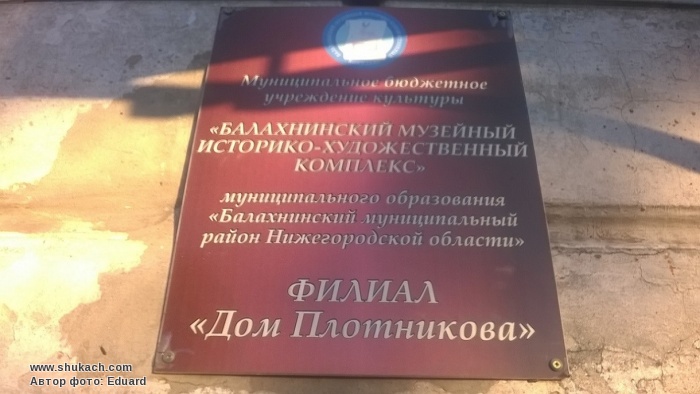 Муниципальное бюджетное
учреждение культуры
«БАЛАХНИНСКИЙ МУЗЕЙНЫЙ
ИСТОРИКО-ХУДОЖЕСТВЕННЫЙ
КОМПЛЕКС»
муниципального образования
«Балахнинский муниципальный
район Нижегородской области»
ФИЛИАЛ
«Дом Плотникова»
www.shukach.com
Автор фото: Eduard